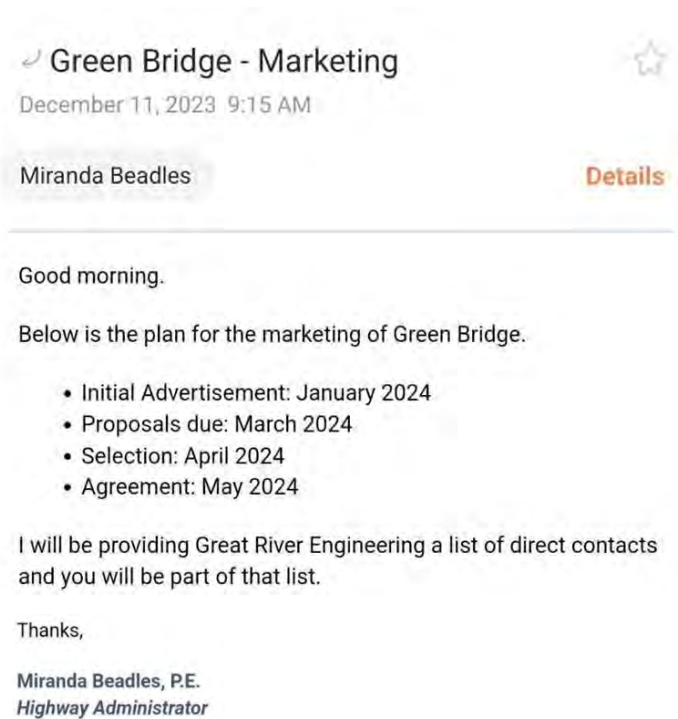 Green Bridge - Marketing
December 11, 2023 9:15 AM
Miranda Beadles
Details
Good morning.
Below is the plan for the marketing of Green Bridge.
• Initial Advertisement: January 2024
• Proposals due: March 2024
• Selection: April 2024
• Agreement: May 2024
I will be providing Great River Engineering a list of direct contacts
and you will be part of that list.
Thanks,
Miranda Beadles, P.E.
Highway Administrator